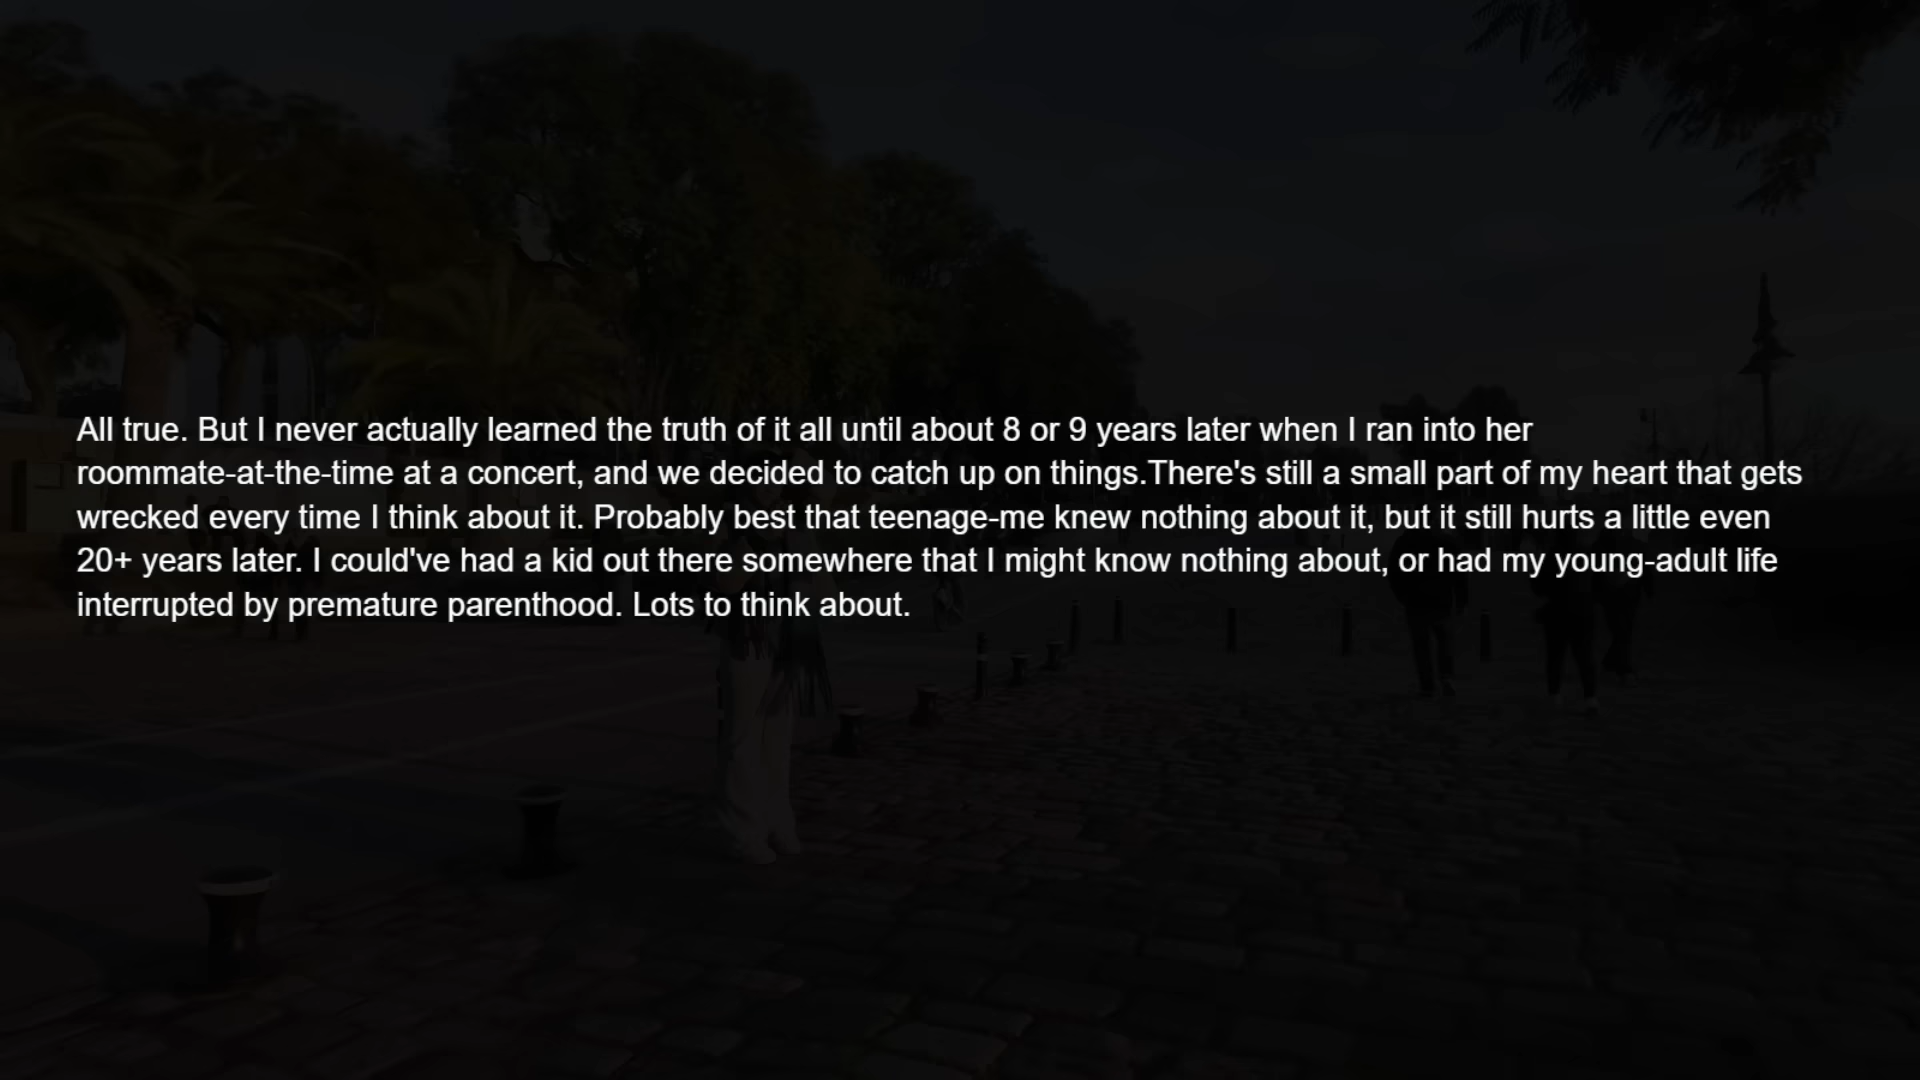 All true. But I never actually learned the truth of it all until about 8 or 9 years later when I ran into her
roommate-at-the-time at a concert, and we decided to catch up on things.There's still a small part of my heart that gets
wrecked every time I think about it. Probably best that teenage-me knew nothing about it, but it still hurts a little even
20+ years later. I could've had a kid out there somewhere that I might know nothing about, or had my young-adult life
interrupted by premature parenthood. Lots to think about.